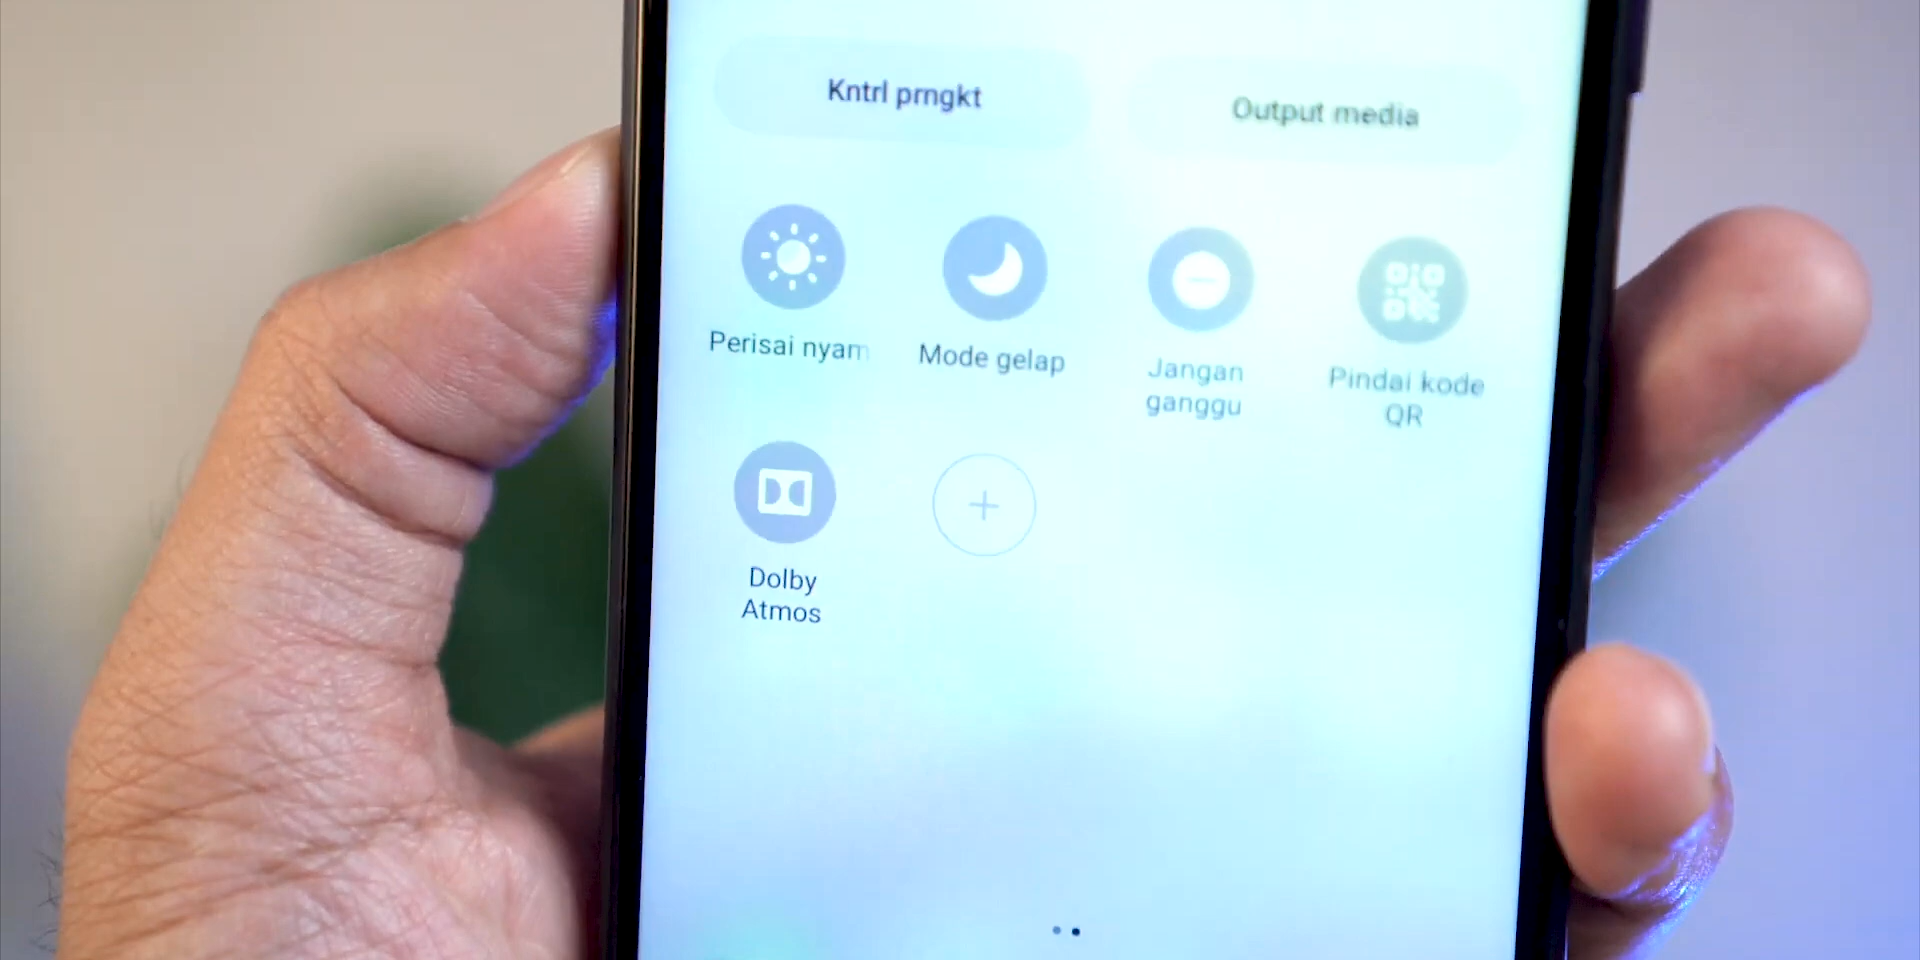 Kntrl prngkt
Output media
Perisai nyam
Mode gelap
Jangan
ganggu
Pindai kode
QR
Dolby
Atmos